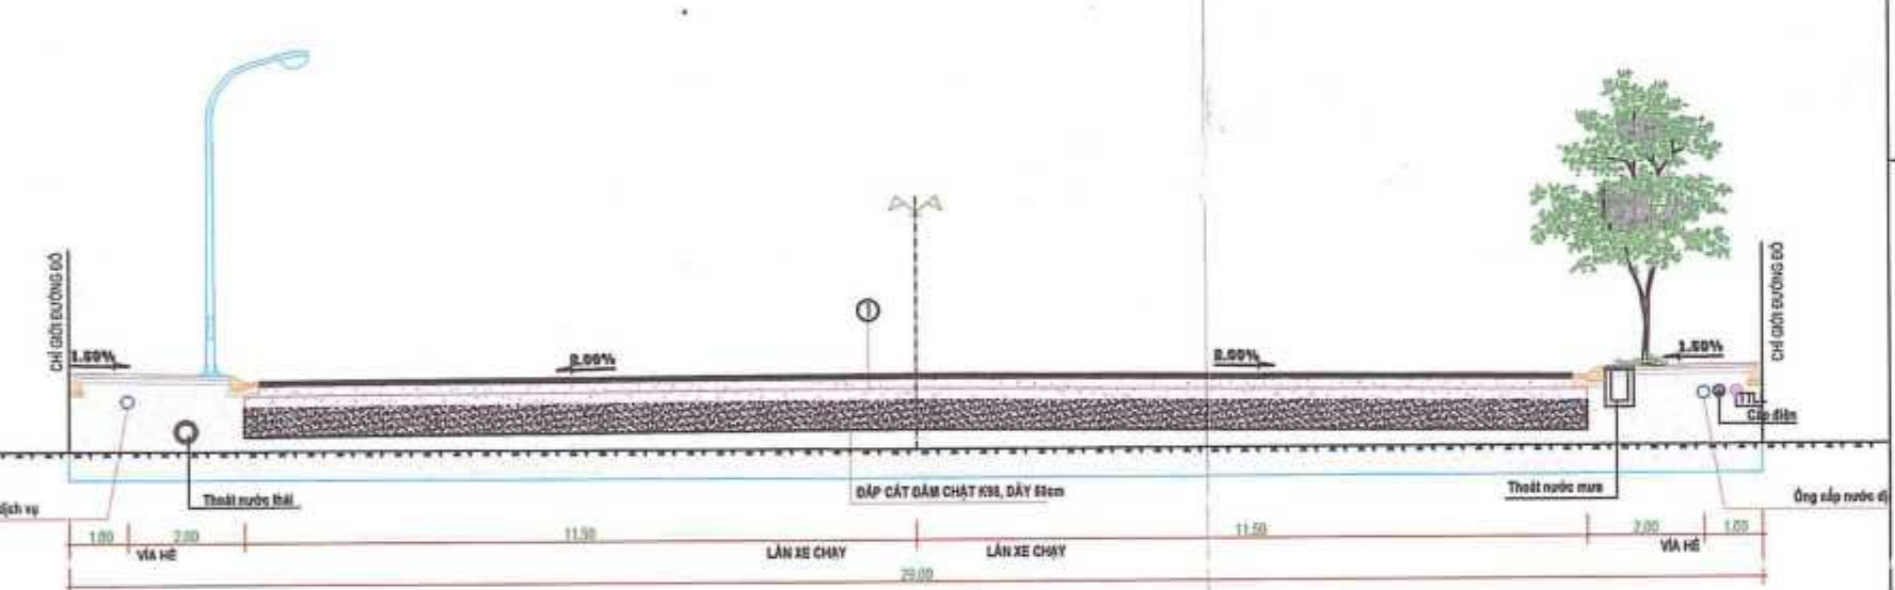 CHỈ GIỚI ĐƯỜNG ĐỎ
CHỈ GIỚI ĐƯỜNG ĐỎ
1
1.50%
2.00%
2.00%
1.50%
Cáp điện
dịch vụ
Thoát nước thải
ĐẮP CÁT ĐẦM CHẶT K98, DÀY 50cm
Thoát nước mưa
Ống cấp nước dị
1.00
2.00
11.50
11.50
2.00
1.00
VỈA HÈ
LÀN XE CHẠY
LÀN XE CHẠY
VỈA HÈ
29.00